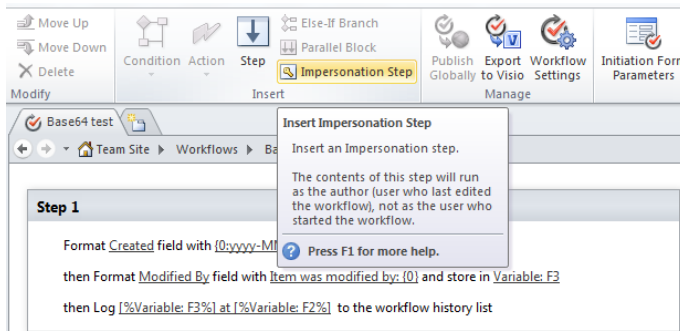 Move Up
Move Down
Delete
Modify
Condition
Action
Step
Else-If Branch
Parallel Block
Impersonation Step
Insert
Publish Globally
Export to Visio
Workflow Settings
Manage
Initiation Form Parameters
Base64 test
Team Site Workflows Ba
Insert Impersonation Step
Insert an Impersonation step.
The contents of this step will run
as the author (user who last edited
the workflow), not as the user who
started the workflow.
Press F1 for more help.
Step 1
Format Created field with {0:yyyy-MM
then Format Modified By field with Item was modified by: {0} and store in Variable: F3
then Log [%Variable: F3%] at [%Variable: F2%] to the workflow history list